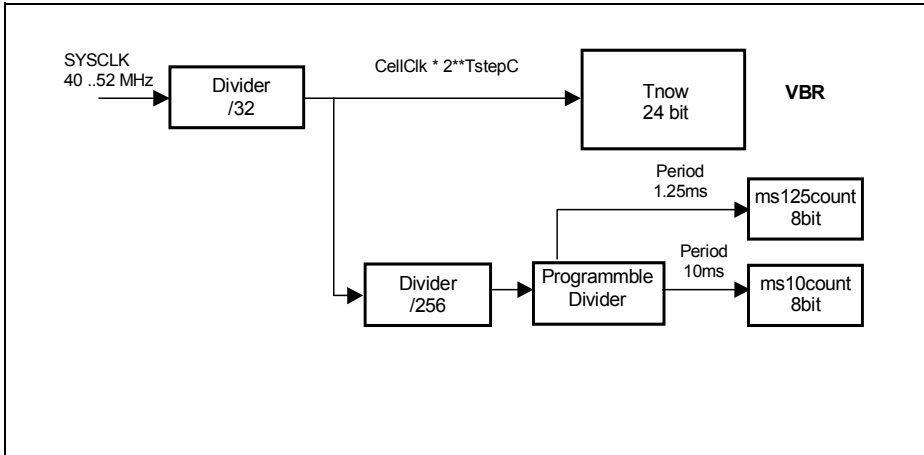 SYSCLK
40 ..52 MHz
Divider
/32
CellClk * 2**TstepC
Tnow
24 bit
VBR
Period
1.25ms
ms125count
8bit
Divider
/256
Programmble
Divider
Period
10ms
ms10count
8bit